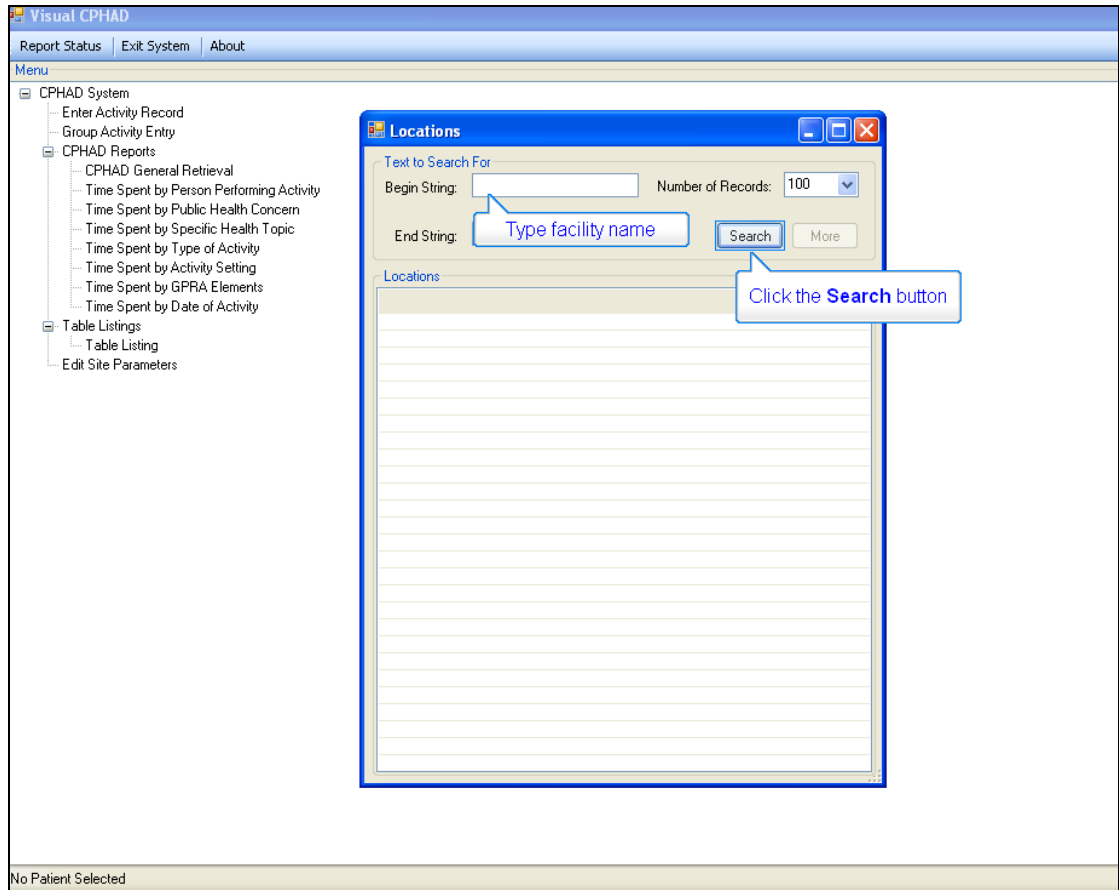 Visual CPHAD
Report Status Exit System About
Menu
CPHAD System
Enter Activity Record
Group Activity Entry
CPHAD Reports
CPHAD General Retrieval
Time Spent by Person Performing Activity
Time Spent by Public Health Concern
Time Spent by Specific Health Topic
Time Spent by Type of Activity
Time Spent by Activity Setting
Time Spent by GPRA Elements
Time Spent by Date of Activity
Table Listings
Table Listing
Edit Site Parameters
Locations
Text to Search For
Begin String: Number of Records: 100
End String: Type facility name Search More
Locations
Click the Search button
No Patient Selected